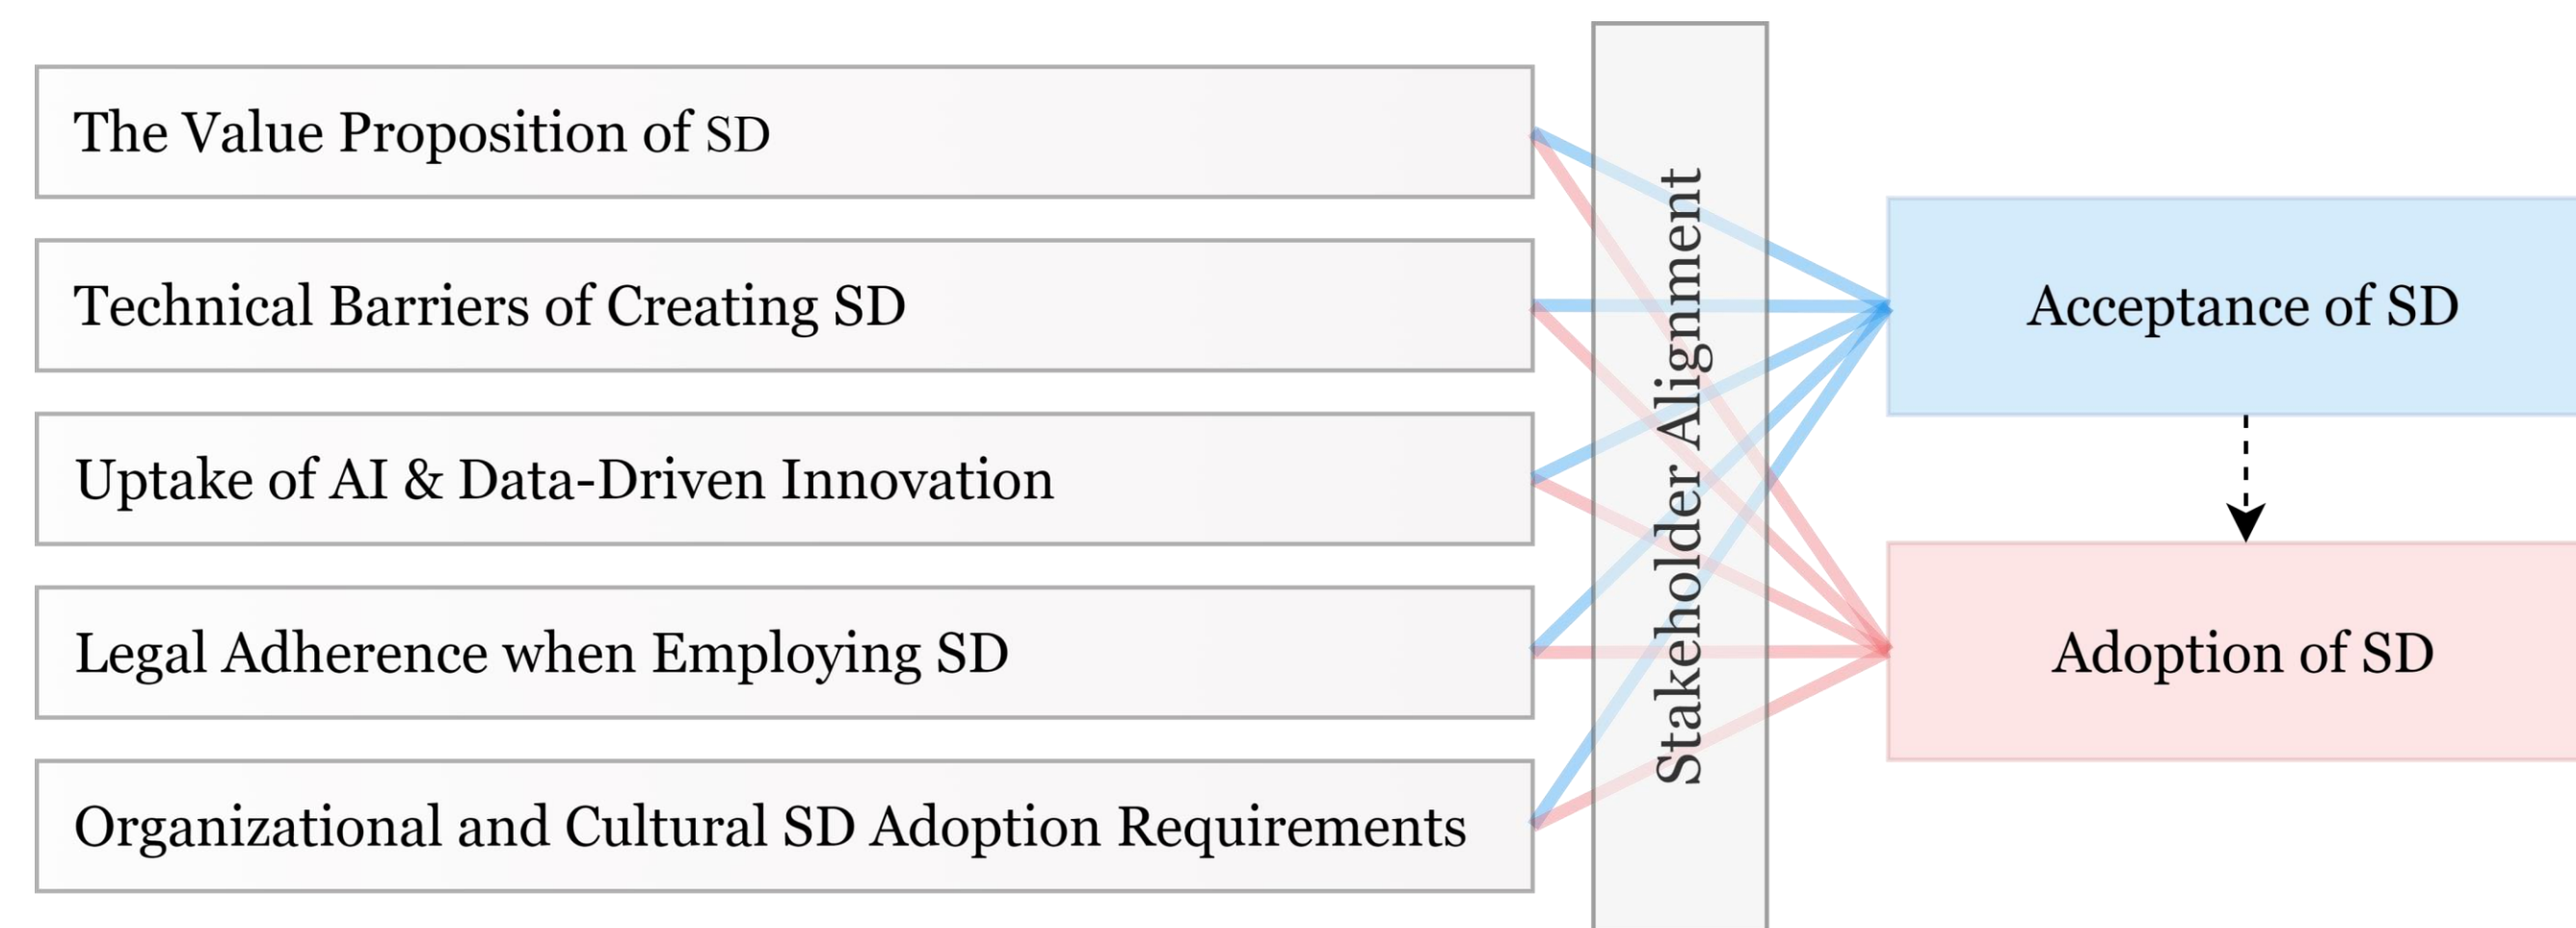 The Value Proposition of SD
Technical Barriers of Creating SD
Uptake of AI & Data-Driven Innovation
Legal Adherence when Employing SD
Organizational and Cultural SD Adoption Requirements
Stakeholder Alignment
Acceptance of SD
Adoption of SD